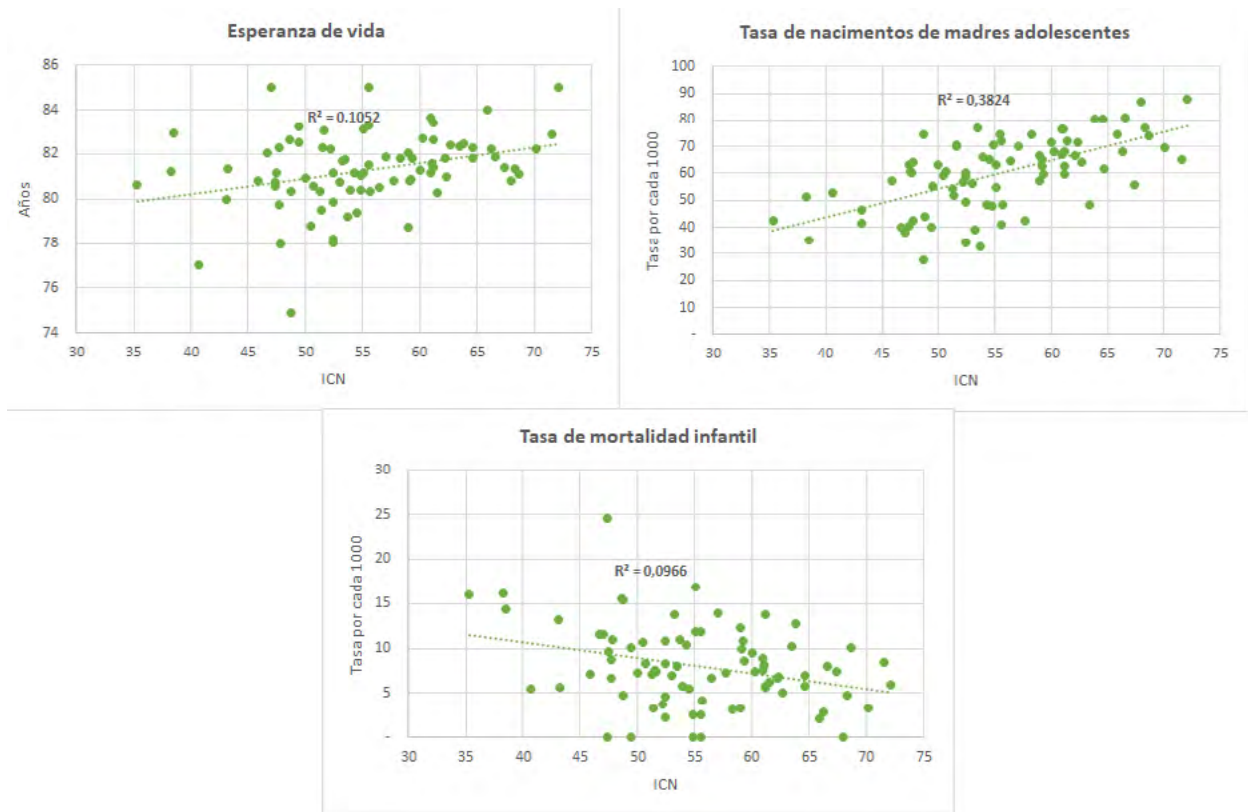 Esperanza de vida
86
84
82
80
78
76
74
Años
R² = 0.1052
30 35 40 45 50 55 60 65 70 75
ICN
Tasa de nacimentos de madres adolescentes
100
90
80
70
60
50
40
30
20
10
-
Tasa por cada 1000
R² = 0,3824
30 35 40 45 50 55 60 65 70 75
ICN
Tasa de mortalidad infantil
30
25
20
15
10
5
-
Tasa por cada 1000
R² = 0,0966
30 35 40 45 50 55 60 65 70 75
ICN